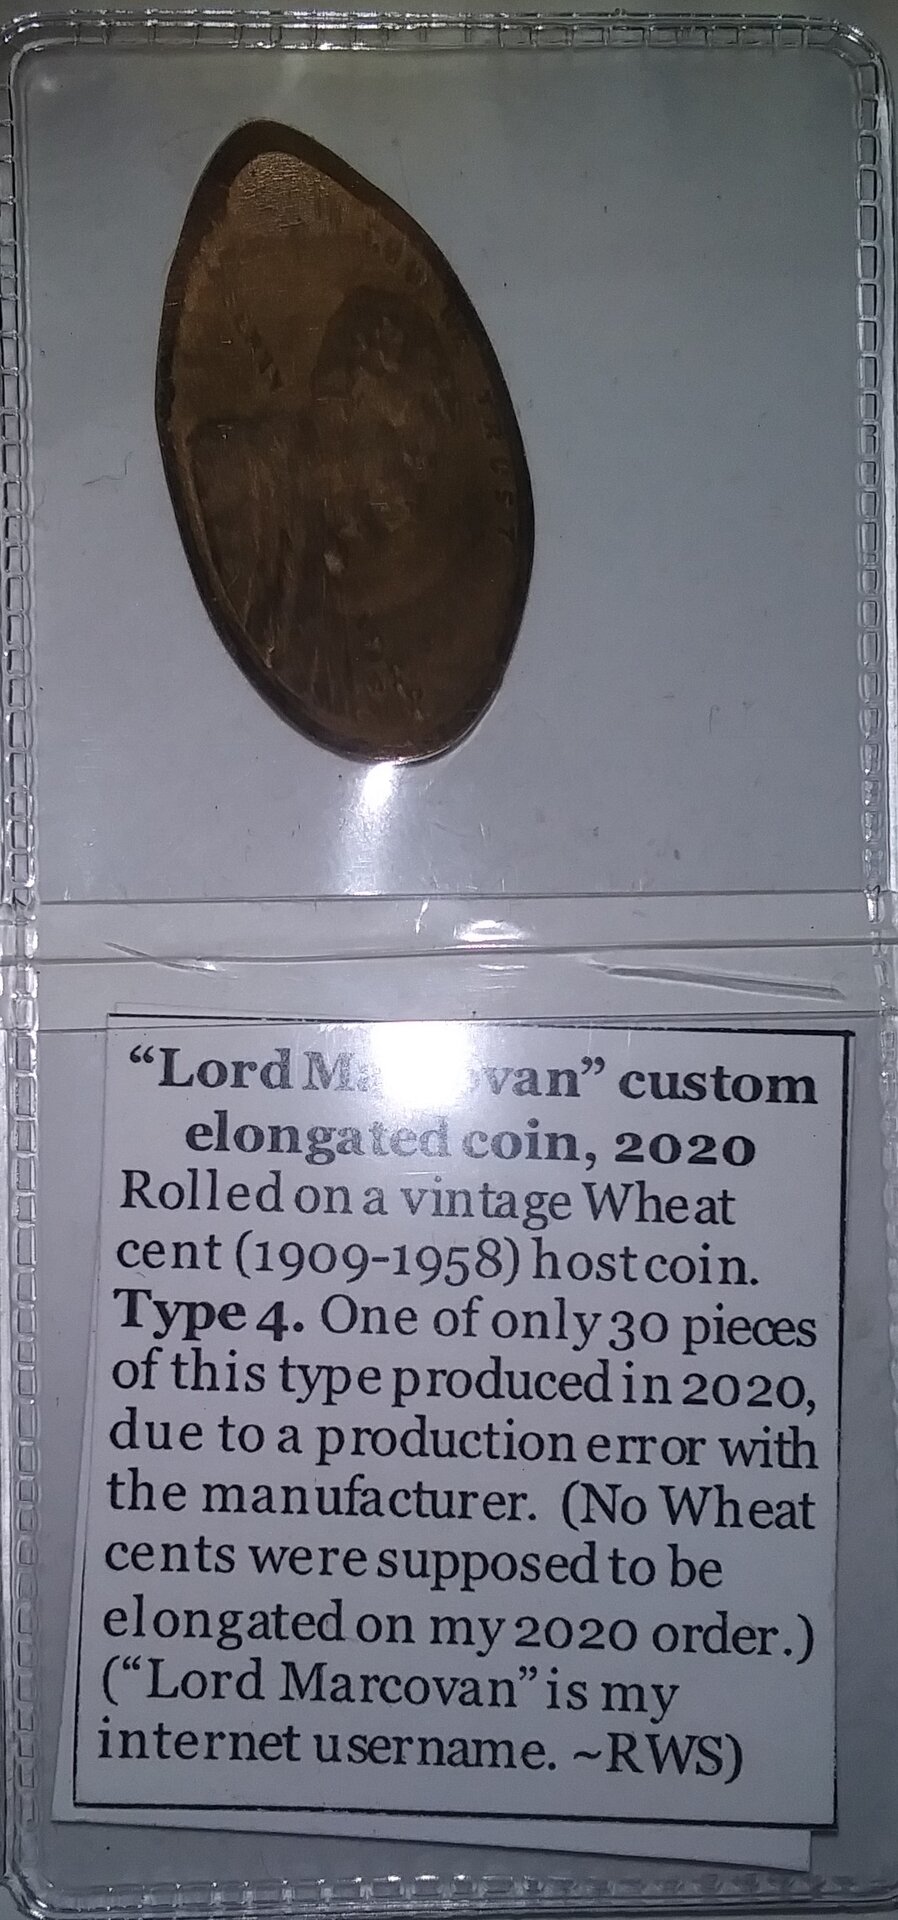 TRUST
“Lord Marcovan” custom
elongated coin, 2020
Rolled on a vintage Wheat
cent (1909-1958) host coin.
Type 4. One of only 30 pieces
of this type produced in 2020,
due to a production error with
the manufacturer. (No Wheat
cents were supposed to be
elongated on my 2020 order.)
(“Lord Marcovan” is my
internet username. ~RWS)